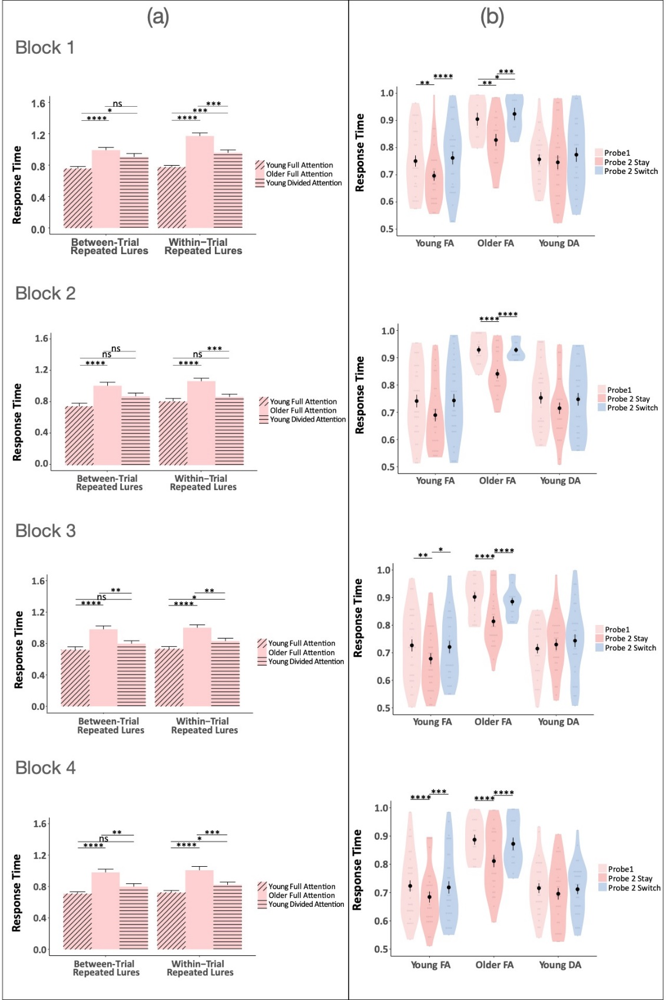 (a)
(b)
Block 1
Response Time
1.6
1.2
0.8
0.4
0.0
ns
*
****
***
***
****
Between-Trial
Repeated Lures
Within–Trial
Repeated Lures
Young Full Attention
Older Full Attention
Young Divided Attention
Response Time
1.0
0.9
0.8
0.7
0.6
0.5
****
**
***
*
**
Young FA
Older FA
Young DA
Probe1
Probe 2 Stay
Probe 2 Switch
Block 2
Response Time
1.6
1.2
0.8
0.4
0.0
ns
ns
****
***
ns
****
Between-Trial
Repeated Lures
Within–Trial
Repeated Lures
Young Full Attention
Older Full Attention
Young Divided Attention
Response Time
1.0
0.9
0.8
0.7
0.6
0.5
****
****
Young FA
Older FA
Young DA
Probe1
Probe 2 Stay
Probe 2 Switch
Block 3
Response Time
1.6
1.2
0.8
0.4
0.0
**
ns
****
**
*
****
Between-Trial
Repeated Lures
Within–Trial
Repeated Lures
Young Full Attention
Older Full Attention
Young Divided Attention
Response Time
1.0
0.9
0.8
0.7
0.6
0.5
*
**
****
****
Young FA
Older FA
Young DA
Probe1
Probe 2 Stay
Probe 2 Switch
Block 4
Response Time
1.6
1.2
0.8
0.4
0.0
**
ns
****
***
*
****
Between-Trial
Repeated Lures
Within–Trial
Repeated Lures
Young Full Attention
Older Full Attention
Young Divided Attention
Response Time
1.0
0.9
0.8
0.7
0.6
0.5
***
****
****
****
Young FA
Older FA
Young DA
Probe1
Probe 2 Stay
Probe 2 Switch